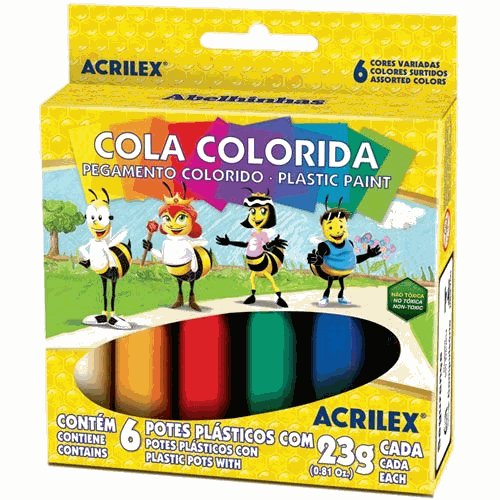 ACRILEX®
6 CORES VARIADAS
COLORES SURTIDOS
ASSORTED COLORS
Abelhinhas
COLA COLORIDA
PEGAMENTO COLORIDO · PLASTIC PAINT
NÃO TÓXICA
NO TÓXICA
NON-TOXIC
CONTÉM
CONTIENE
CONTAINS
6 POTES PLÁSTICOS COM
POTES PLÁSTICOS CON
PLASTIC POTS WITH
ACRILEX®
23g
(0.81 Oz.)
CADA
CADA
EACH